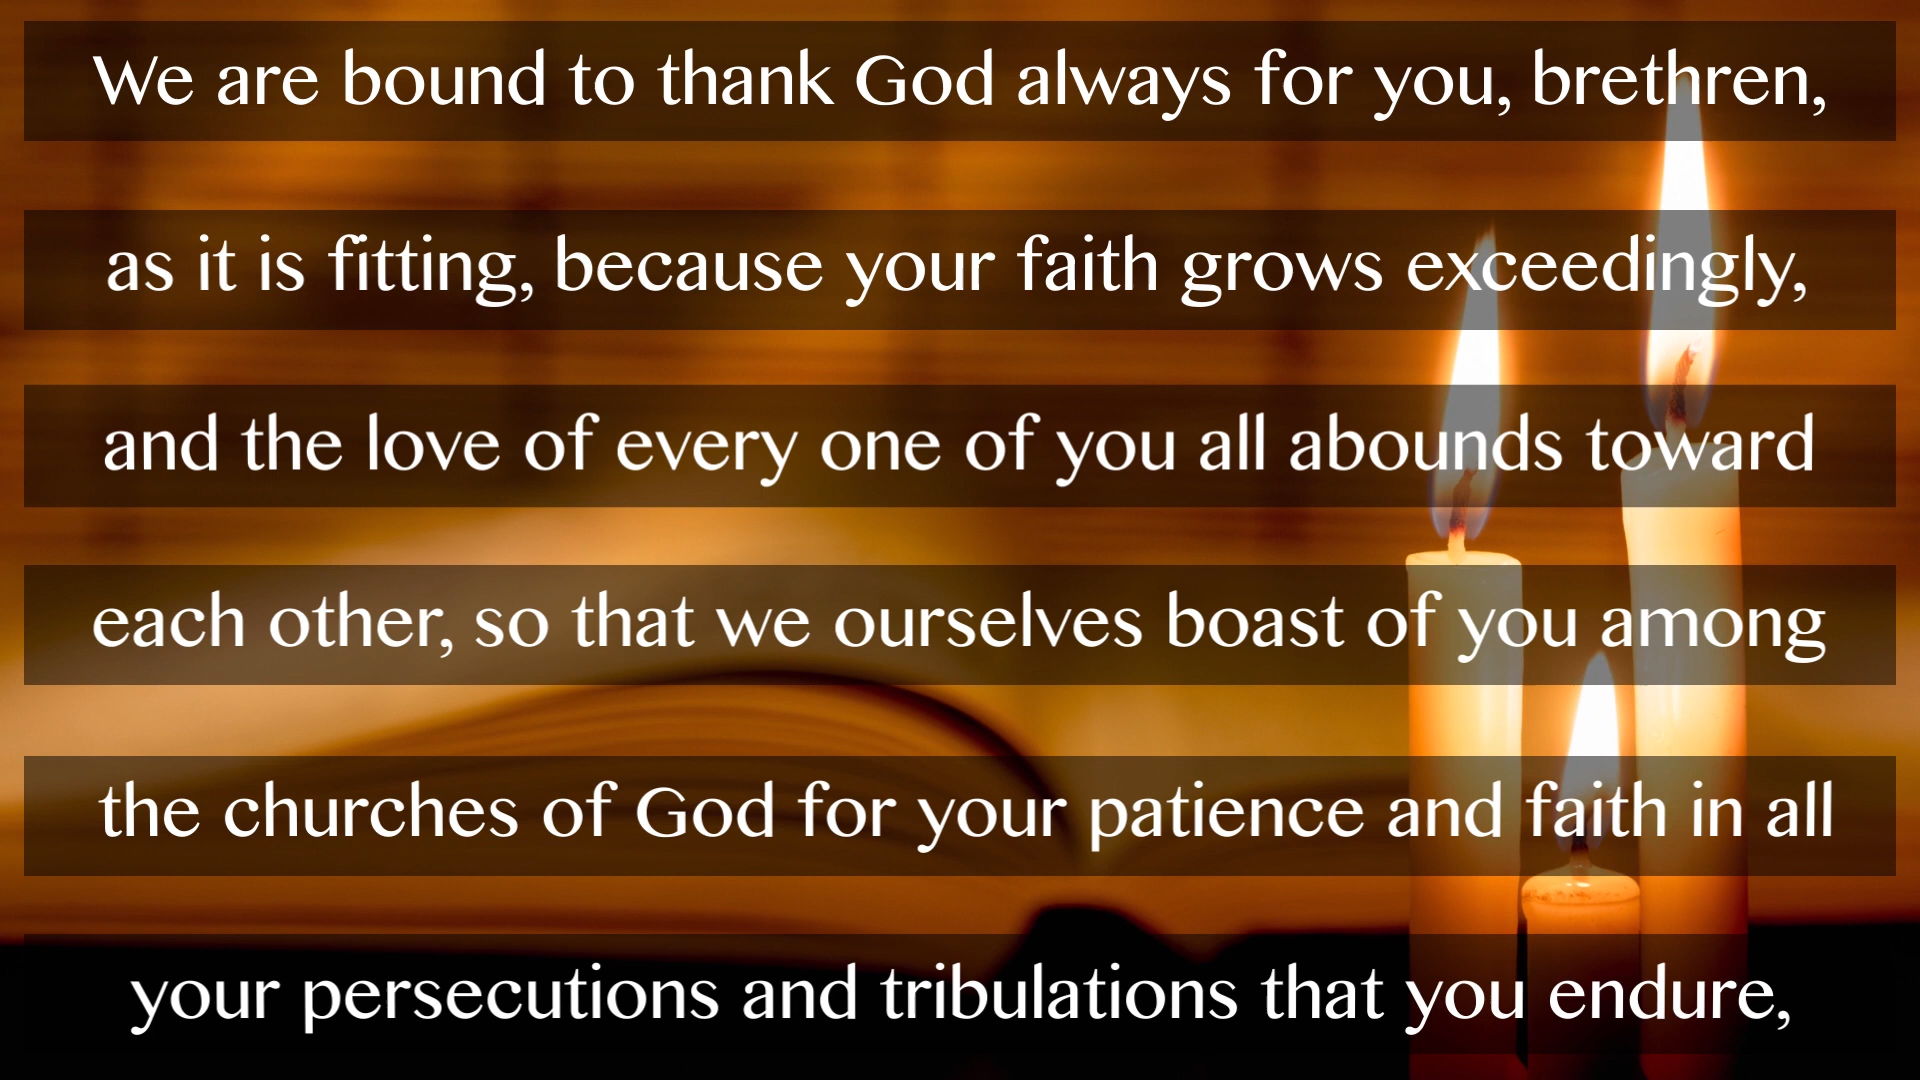 We are bound to thank God always for you, brethren,
as it is fitting, because your faith grows exceedingly,
and the love of every one of you all abounds toward
each other, so that we ourselves boast of you among
the churches of God for your patience and faith in all
your persecutions and tribulations that you endure,